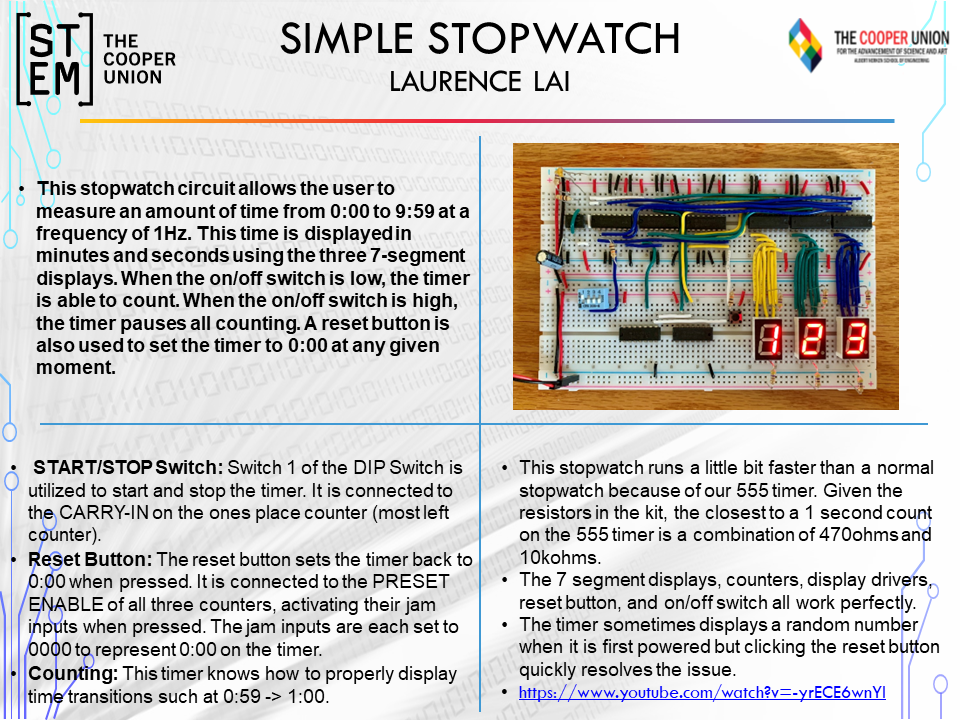 [ST
EM]
THE
COOPER
UNION
SIMPLE STOPWATCH
LAURENCE LAI
THE COOPER UNION
FOR THE ADVANCEMENT OF SCIENCE AND ART
ALBERT NERKEN SCHOOL OF ENGINEERING
• This stopwatch circuit allows the user to
measure an amount of time from 0:00 to 9:59 at a
frequency of 1Hz. This time is displayed in
minutes and seconds using the three 7-segment
displays. When the on/off switch is low, the timer
is able to count. When the on/off switch is high,
the timer pauses all counting. A reset button is
also used to set the timer to 0:00 at any given
moment.
1 2 3
• START/STOP Switch: Switch 1 of the DIP Switch is
utilized to start and stop the timer. It is connected to
the CARRY-IN on the ones place counter (most left
counter).
• Reset Button: The reset button sets the timer back to
0:00 when pressed. It is connected to the PRESET
ENABLE of all three counters, activating their jam
inputs when pressed. The jam inputs are each set to
0000 to represent 0:00 on the timer.
• Counting: This timer knows how to properly display
time transitions such at 0:59 -> 1:00.
• This stopwatch runs a little bit faster than a normal
stopwatch because of our 555 timer. Given the
resistors in the kit, the closest to a 1 second count
on the 555 timer is a combination of 470ohms and
10kohms.
• The 7 segment displays, counters, display drivers,
reset button, and on/off switch all work perfectly.
• The timer sometimes displays a random number
when it is first powered but clicking the reset button
quickly resolves the issue.
• https://www.youtube.com/watch?v=-yrECE6wnYI